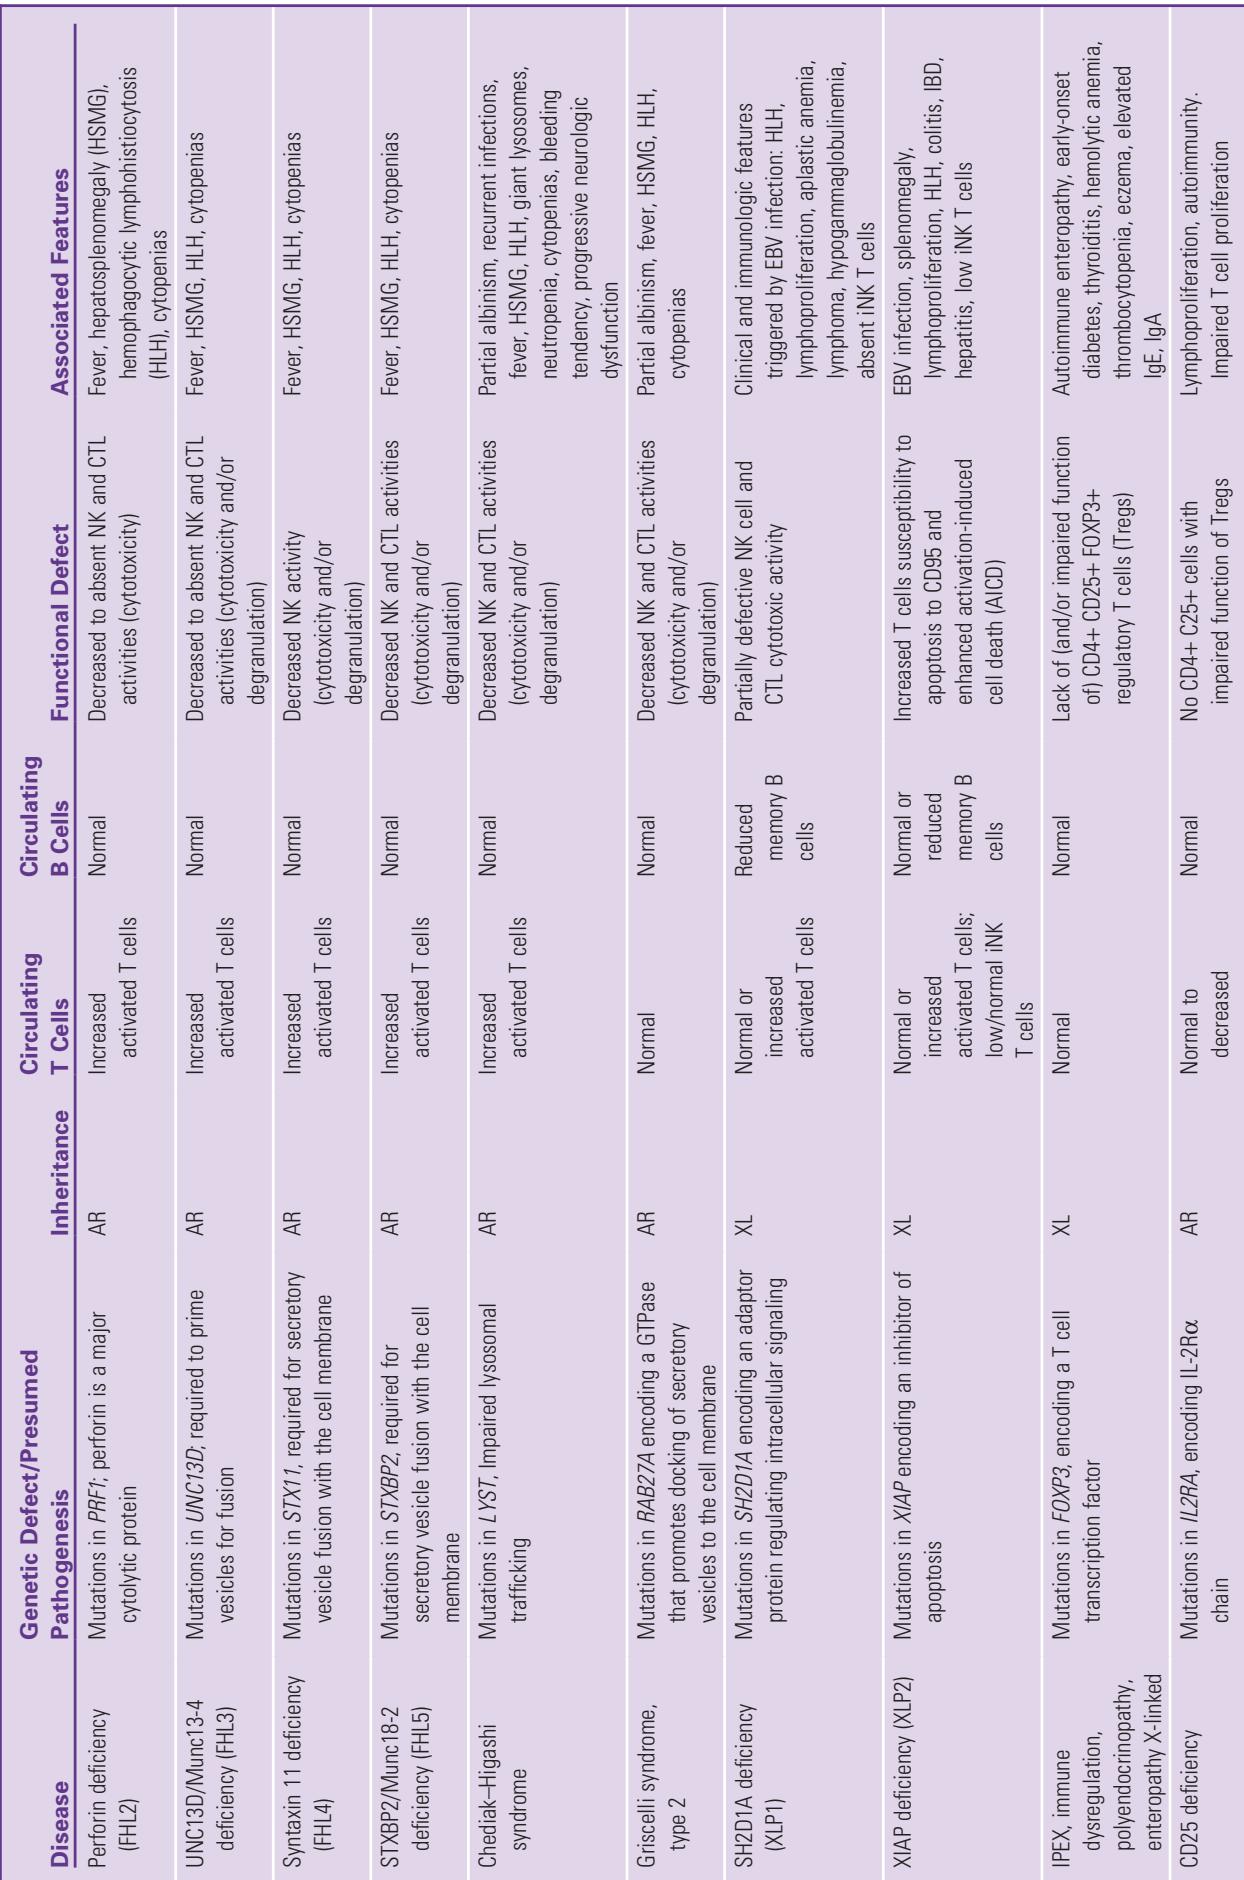 Disease
Genetic Defect/Presumed
Pathogenesis
Inheritance
Circulating
T Cells
Circulating
B Cells
Functional Defect
Associated Features
Perforin deficiency
(FHL2)
Mutations in PRF1; perforin is a major
cytolytic protein
AR
Increased
activated T cells
Normal
Decreased to absent NK and CTL
activities (cytotoxicity)
Fever, hepatosplenomegaly (HSMG),
hemophagocytic lymphohistiocytosis
(HLH), cytopenias
UNC13D/Munc13-4
deficiency (FHL3)
Mutations in UNC13D; required to prime
vesicles for fusion
AR
Increased
activated T cells
Normal
Decreased to absent NK and CTL
activities (cytotoxicity and/or
degranulation)
Fever, HSMG, HLH, cytopenias
Syntaxin 11 deficiency
(FHL4)
Mutations in STX11, required for secretory
vesicle fusion with the cell membrane
AR
Increased
activated T cells
Normal
Decreased NK activity
(cytotoxicity and/or
degranulation)
Fever, HSMG, HLH, cytopenias
STXBP2/Munc18-2
deficiency (FHL5)
Mutations in STXBP2, required for
secretory vesicle fusion with the cell
membrane
AR
Increased
activated T cells
Normal
Decreased NK and CTL activities
(cytotoxicity and/or
degranulation)
Fever, HSMG, HLH, cytopenias
Chediak–Higashi
syndrome
Mutations in LYST, Impaired lysosomal
trafficking
AR
Increased
activated T cells
Normal
Decreased NK and CTL activities
(cytotoxicity and/or
degranulation)
Partial albinism, recurrent infections,
fever, HSMG, HLH, giant lysosomes,
neutropenia, cytopenias, bleeding
tendency, progressive neurologic
dysfunction
Griscelli syndrome,
type 2
Mutations in RAB27A encoding a GTPase
that promotes docking of secretory
vesicles to the cell membrane
AR
Normal
Normal
Decreased NK and CTL activities
(cytotoxicity and/or
degranulation)
Partial albinism, fever, HSMG, HLH,
cytopenias
SH2D1A deficiency
(XLP1)
Mutations in SH2D1A encoding an adaptor
protein regulating intracellular signaling
XL
Normal or
increased
activated T cells
Reduced
memory B
cells
Partially defective NK cell and
CTL cytotoxic activity
Clinical and immunologic features
triggered by EBV infection: HLH,
lymphoproliferation, aplastic anemia,
lymphoma, hypogammaglobulinemia,
absent iNK T cells
XIAP deficiency (XLP2)
Mutations in XIAP encoding an inhibitor of
apoptosis
XL
Normal or
increased
activated T cells;
low/normal iNK
T cells
Normal or
reduced
memory B
cells
Increased T cells susceptibility to
apoptosis to CD95 and
enhanced activation-induced
cell death (AICD)
EBV infection, splenomegaly,
lymphoproliferation, HLH, colitis, IBD,
hepatitis, low iNK T cells
IPEX, immune
dysregulation,
polyendocrinopathy,
enteropathy X-linked
Mutations in FOXP3, encoding a T cell
transcription factor
XL
Normal
Normal
Lack of (and/or impaired function
of) CD4+ CD25+ FOXP3+
regulatory T cells (Tregs)
Autoimmune enteropathy, early-onset
diabetes, thyroiditis, hemolytic anemia,
thrombocytopenia, eczema, elevated
IgE, IgA
CD25 deficiency
Mutations in IL2RA, encoding IL-2Rα
chain
AR
Normal to
decreased
Normal
No CD4+ C25+ cells with
impaired function of Tregs
Lymphoproliferation, autoimmunity.
Impaired T cell proliferation